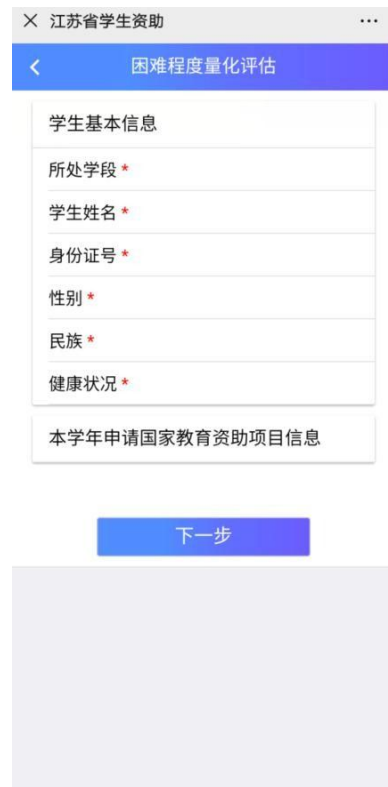 江苏省学生资助
困难程度量化评估
学生基本信息
所处学段 *
学生姓名 *
身份证号 *
性别 *
民族 *
健康状况 *
本学年申请国家教育资助项目信息
下一步